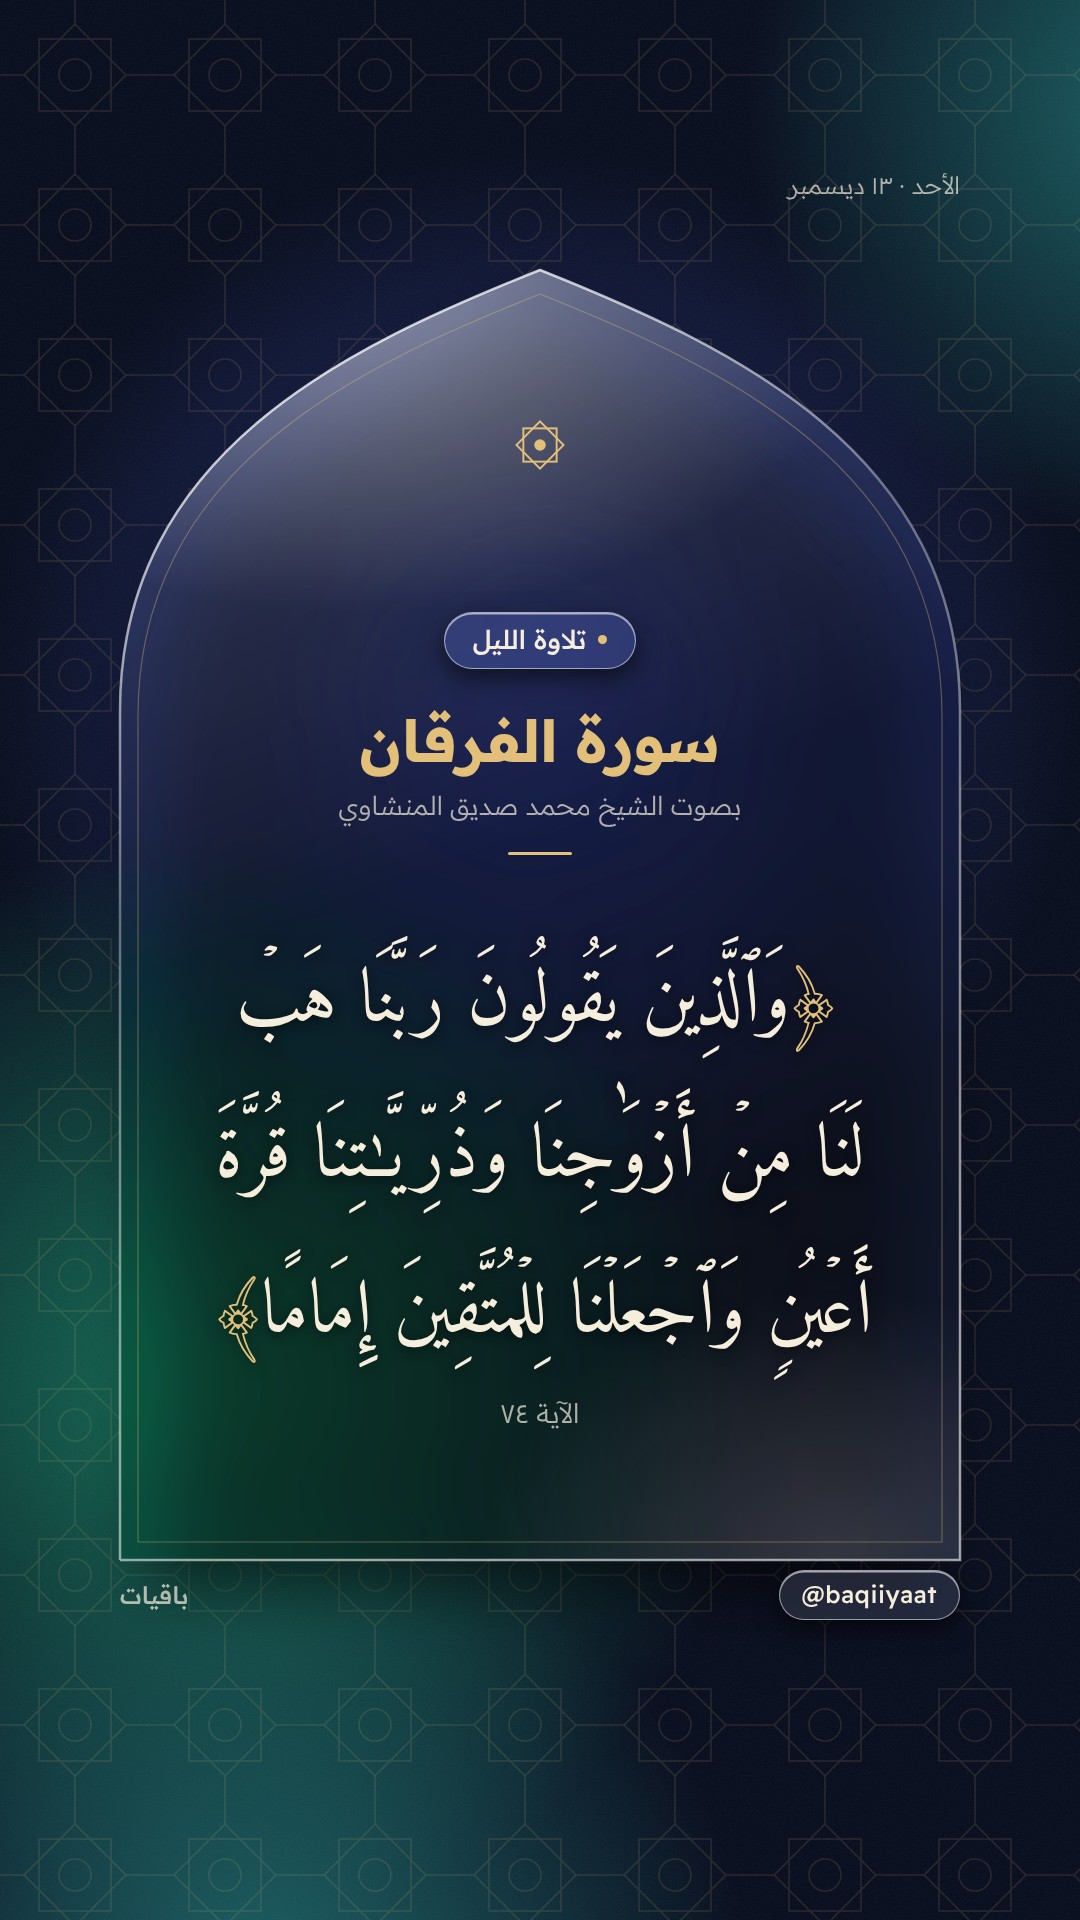 الأحد · ١٣ ديسمبر
تلاوة الليل
سورة الفرقان
بصوت الشيخ محمد صديق المنشاوي
﴿وَٱلَّذِينَ يَقُولُونَ رَبَّنَا هَبۡ
لَنَا مِنۡ أَزۡوَٰجِنَا وَذُرِّيَّـٰتِنَا قُرَّةَ
أَعۡيُنٍ وَٱجۡعَلۡنَا لِلۡمُتَّقِينَ إِمَامًا﴾
الآية ٧٤
@baqiiyaat
باقيات